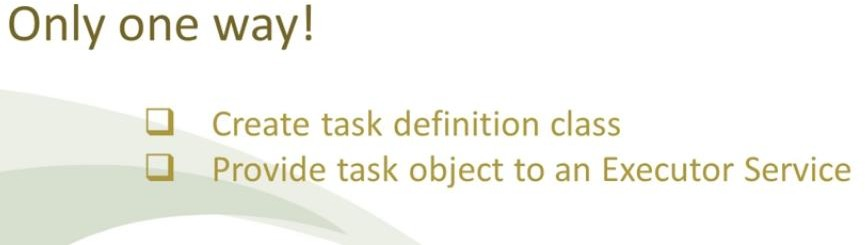 Only one way!
Create task definition class
Provide task object to an Executor Service